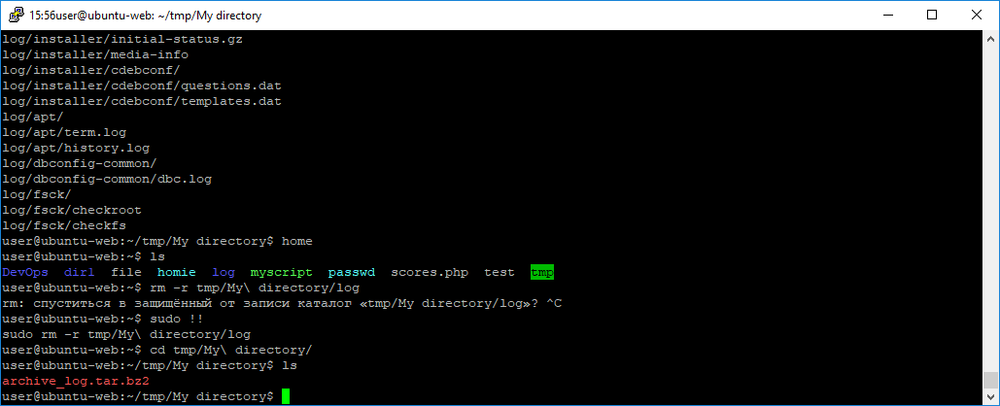 15:56user@ubuntu-web: ~/tmp/My directory
log/installer/initial-status.gz
log/installer/media-info
log/installer/cdebconf/
log/installer/cdebconf/questions.dat
log/installer/cdebconf/templates.dat
log/apt/
log/apt/term.log
log/apt/history.log
log/dbconfig-common/
log/dbconfig-common/dbc.log
log/fsck/
log/fsck/checkroot
log/fsck/checkfs
user@ubuntu-web:~/tmp/My directory$ home
user@ubuntu-web:~$ ls
DevOps dir1 file homie log myscript passwd scores.php test tmp
user@ubuntu-web:~$ rm -r tmp/My\ directory/log
rm: спуститься в защищённый от записи каталог «tmp/My directory/log»? ^C
user@ubuntu-web:~$ sudo !!
sudo rm -r tmp/My\ directory/log
user@ubuntu-web:~$ cd tmp/My\ directory/
user@ubuntu-web:~/tmp/My directory$ ls
archive_log.tar.bz2
user@ubuntu-web:~/tmp/My directory$